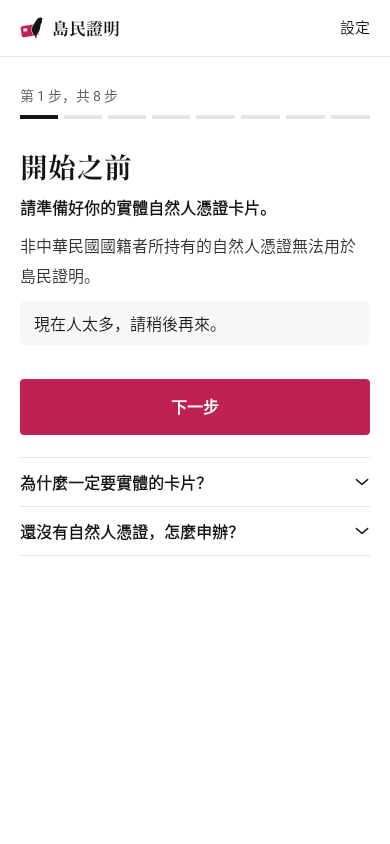 島民證明
設定
第 1 步，共 8 步
開始之前
請準備好你的實體自然人憑證卡片。
非中華民國國籍者所持有的自然人憑證無法用於
島民證明。
現在人太多，請稍後再來。
下一步
為什麼一定要實體的卡片？
還沒有自然人憑證，怎麼申辦？